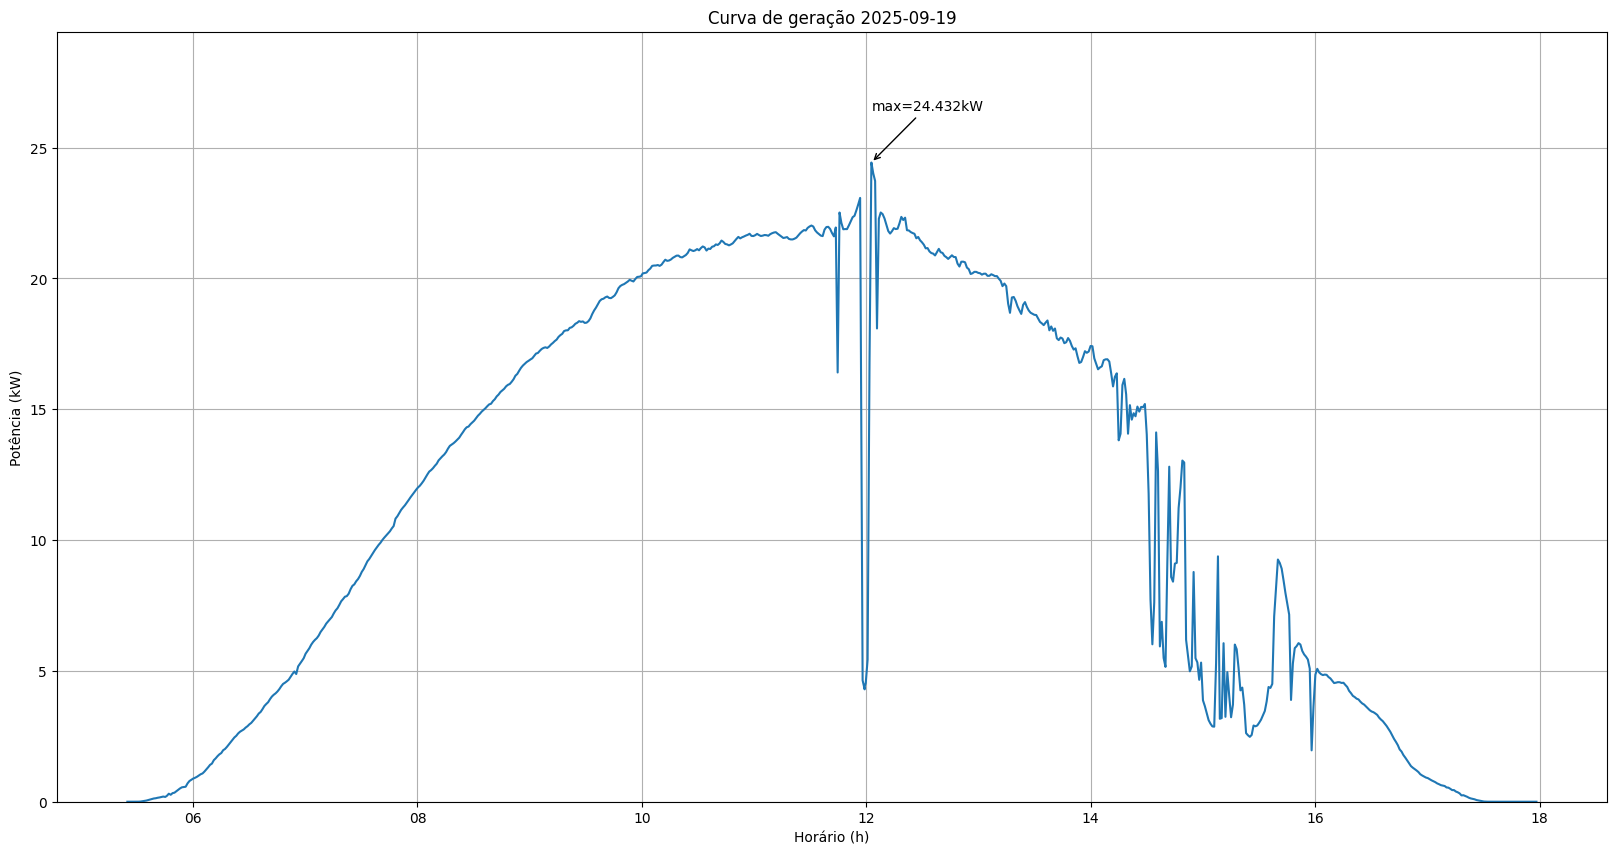 Curva de geração 2025-09-19
max=24.432kW
25
20
15
10
5
0
Potência (kW)
06 08 10 12 14 16 18
Horário (h)